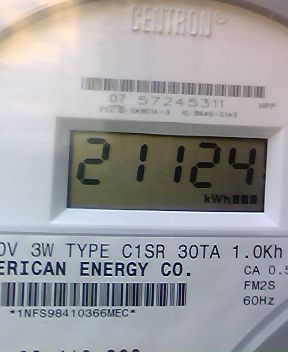 CENTRON
07 57245311 HPP
21124
kWh
0V 3W TYPE C1SR 30TA 1.0Kh
ERICAN ENERGY CO.
CA 0.5
FM2S
60Hz
*1NFS98410366MEC*